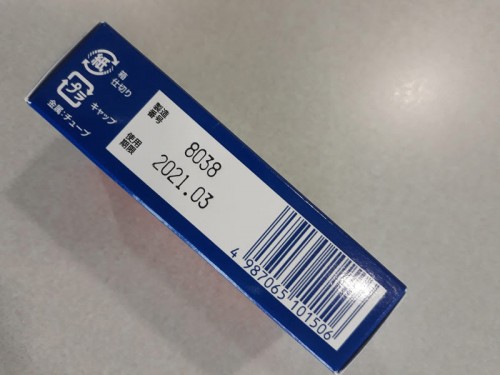 紙
箱
仕切り
プラ
キャップ
金属:チューブ
製造
番号
8038
使用
期限
2021.03
4 987065 101506